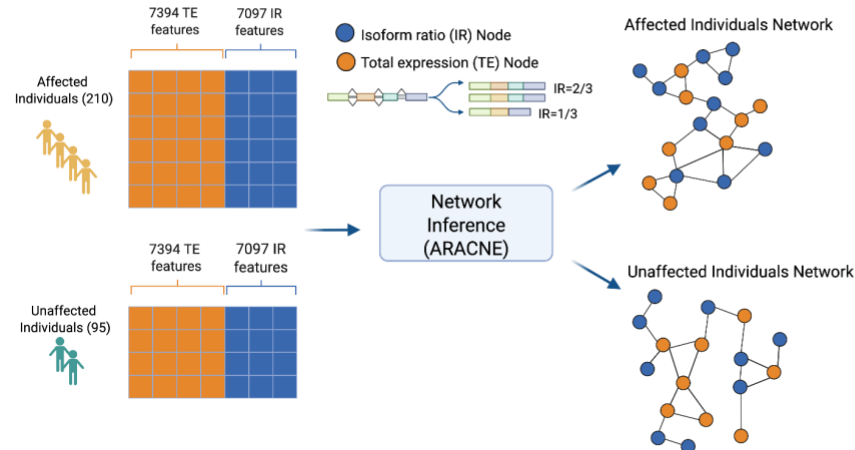 7394 TE
features
7097 IR
features
Isoform ratio (IR) Node
Total expression (TE) Node
Affected Individuals Network
Affected
Individuals (210)
IR=2/3
IR=1/3
Network
Inference
(ARACNE)
7394 TE
features
7097 IR
features
Unaffected Individuals Network
Unaffected
Individuals (95)